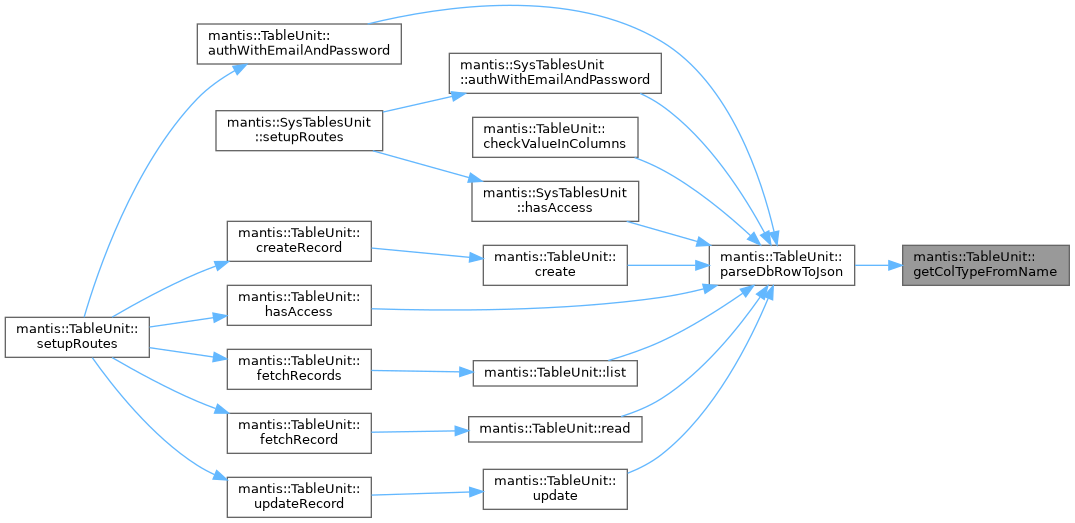 mantis::TableUnit::
authWithEmailAndPassword
mantis::SysTablesUnit
::authWithEmailAndPassword
mantis::SysTablesUnit
::setupRoutes
mantis::TableUnit::
checkValueInColumns
mantis::SysTablesUnit
::hasAccess
mantis::TableUnit::
createRecord
mantis::TableUnit::
create
mantis::TableUnit::
parseDbRowToJson
mantis::TableUnit::
getColTypeFromName
mantis::TableUnit::
hasAccess
mantis::TableUnit::
setupRoutes
mantis::TableUnit::
fetchRecords
mantis::TableUnit::list
mantis::TableUnit::
fetchRecord
mantis::TableUnit::read
mantis::TableUnit::
updateRecord
mantis::TableUnit::
update